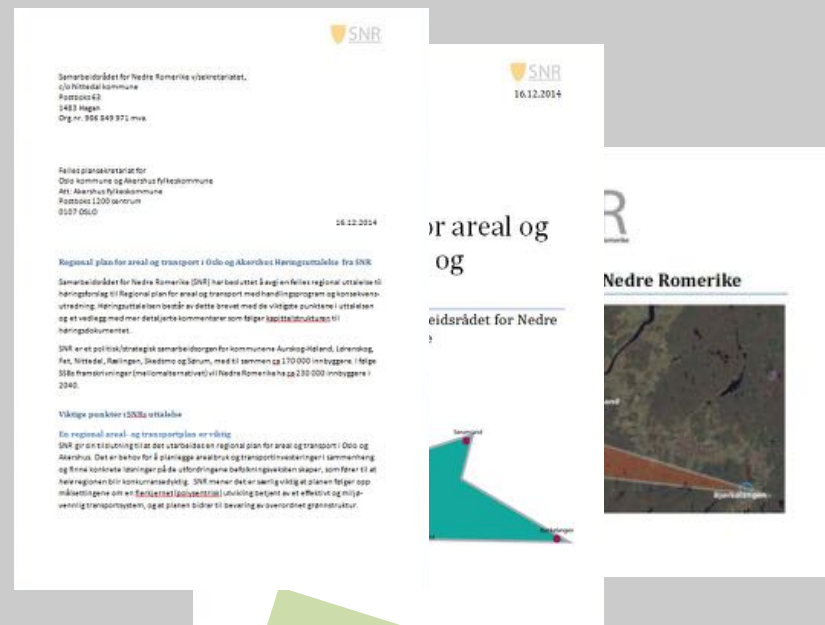 SNR
Samarbeidsrådet for Nedre Romerike v/sekretariatet,
c/o Nittedal kommune
Postboks 63
1483 Hagan
Org.nr. 986 849 971 mva
Felles plansekretariat for
Oslo kommune og Akershus fylkeskommune
Att: Akershus fylkeskommune
Postboks 1200 sentrum
0107 OSLO
16.12.2014
Regional plan for areal og transport i Oslo og Akershus Høringsuttalelse fra SNR
Samarbeidsrådet for Nedre Romerike (SNR) har besluttet å avgi en felles regional uttalelse til
høringsforslag til Regional plan for areal og transport med handlingsprogram og konsekvens-
utredning. Høringsuttalelsen består av dette brevet med de viktigste punktene i uttalelsen
og et vedlegg med mer detaljerte kommentarer som følger kapittelstrukturen til
høringsdokumentet.
SNR er et politisk/strategisk samarbeidsorgan for kommunene Aurskog-Høland, Lørenskog,
Fet, Nittedal, Rælingen, Skedsmo og Sørum, med til sammen ca 170 000 innbyggere. I følge
SSBs framskrivninger (mellomalternativet) vil Nedre Romerike ha ca 230 000 innbyggere i
2040.
Viktige punkter i SNRs uttalelse
En regional areal- og transportplan er viktig
SNR gir sin tilslutning til at det utarbeides en regional plan for areal og transport i Oslo og
Akershus. Det er behov for å planlegge arealbruk og transportinvesteringer i sammenheng
og finne konkrete løsninger på de utfordringene befolkningsveksten skaper, som fører til at
hele regionen blir konkurransedyktig. SNR mener det er særlig viktig at planen følger opp
målsettingene om en flerkjernet (polysentrisk) utvikling betjent av et effektivt og miljø-
vennlig transportsystem, og at planen bidrar til bevaring av overordnet grønnstruktur.
SNR
16.12.2014
or areal og
og
eidsrådet for Nedre
Sørumsand
Bjørkelangen
R
Nedre Romerike
Bjørkelangen